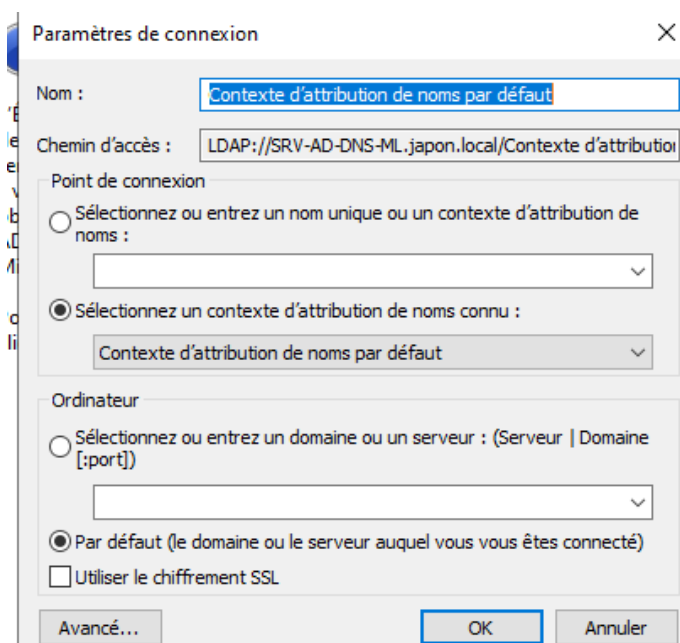 Paramètres de connexion
Nom :
Contexte d'attribution de noms par défaut
Chemin d'accès :
LDAP://SRV-AD-DNS-ML.japon.local/Contexte d'attribution
Point de connexion
Sélectionnez ou entrez un nom unique ou un contexte d'attribution de
noms :
Sélectionnez un contexte d'attribution de noms connu :
Contexte d'attribution de noms par défaut
Ordinateur
Sélectionnez ou entrez un domaine ou un serveur : (Serveur | Domaine
[:port])
Par défaut (le domaine ou le serveur auquel vous vous êtes connecté)
Utiliser le chiffrement SSL
Avancé...
OK
Annuler